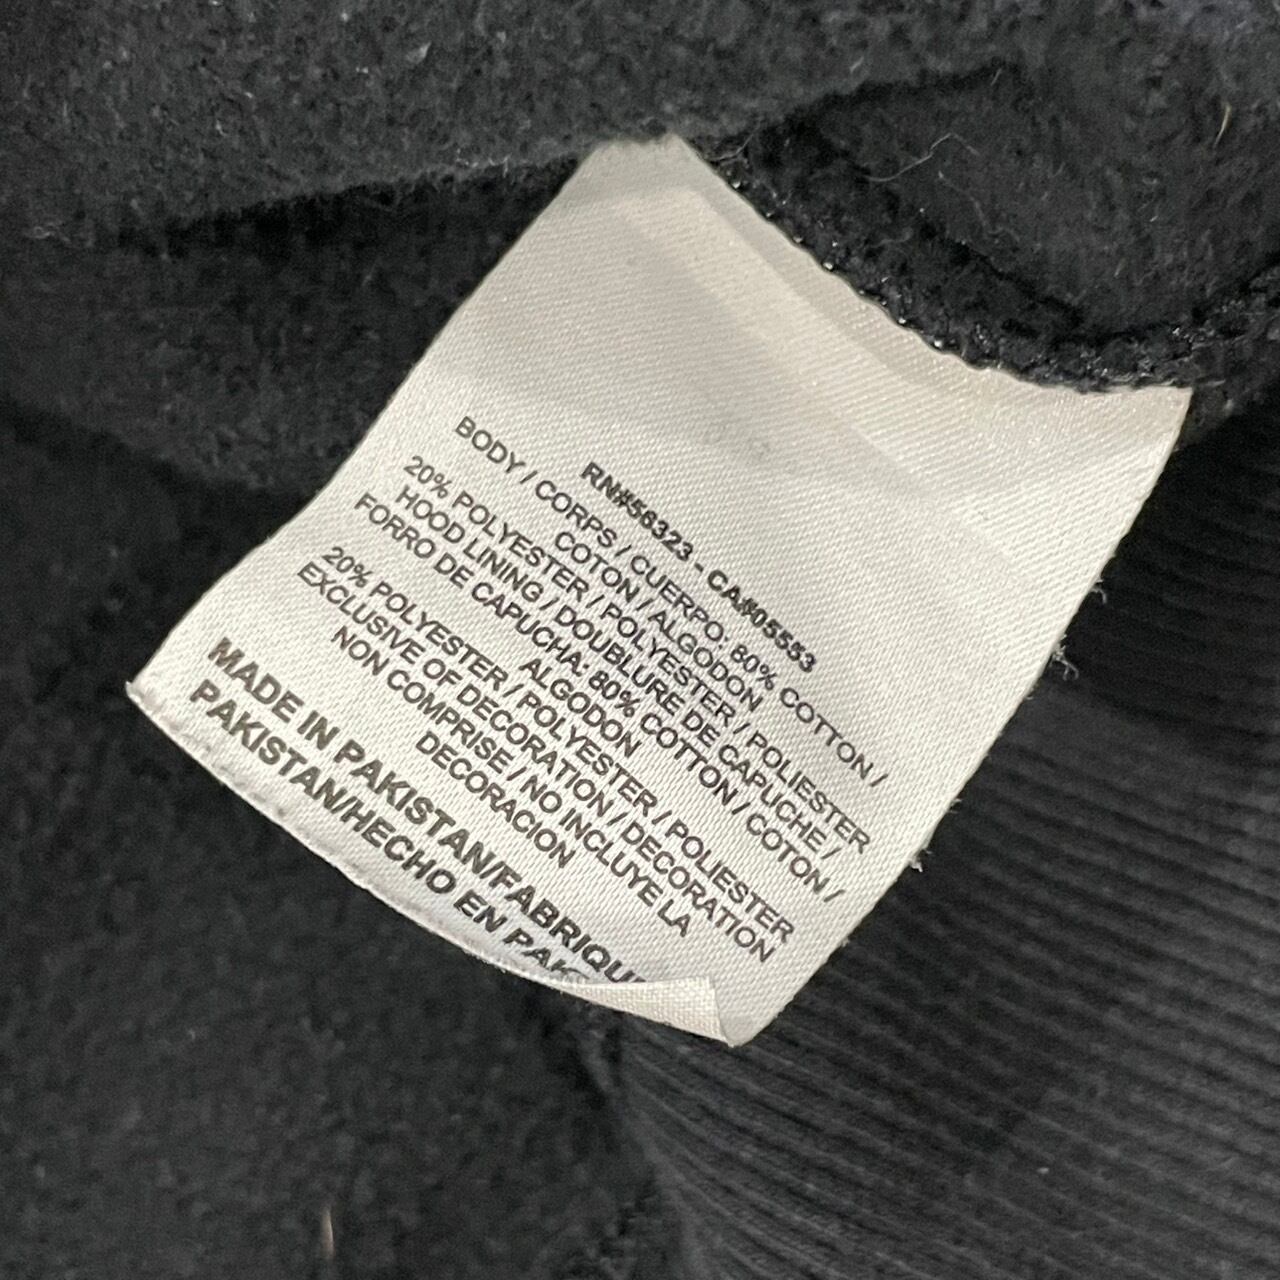 RN#56323 - CA#05553
BODY / CORPS / CUERPO: 80% COTTON /
COTON / ALGODON
20% POLYESTER / POLYESTER / POLIESTER
HOOD LINING / DOUBLURE DE CAPUCHE /
FORRO DE CAPUCHA: 80% COTTON / COTON /
ALGODON
20% POLYESTER / POLYESTER / POLIESTER
EXCLUSIVE OF DECORATION / DECORATION
NON COMPRISE / NO INCLUYE LA
DECORACION
MADE IN PAKISTAN/FABRIQU
PAKISTAN/HECHO EN PAK